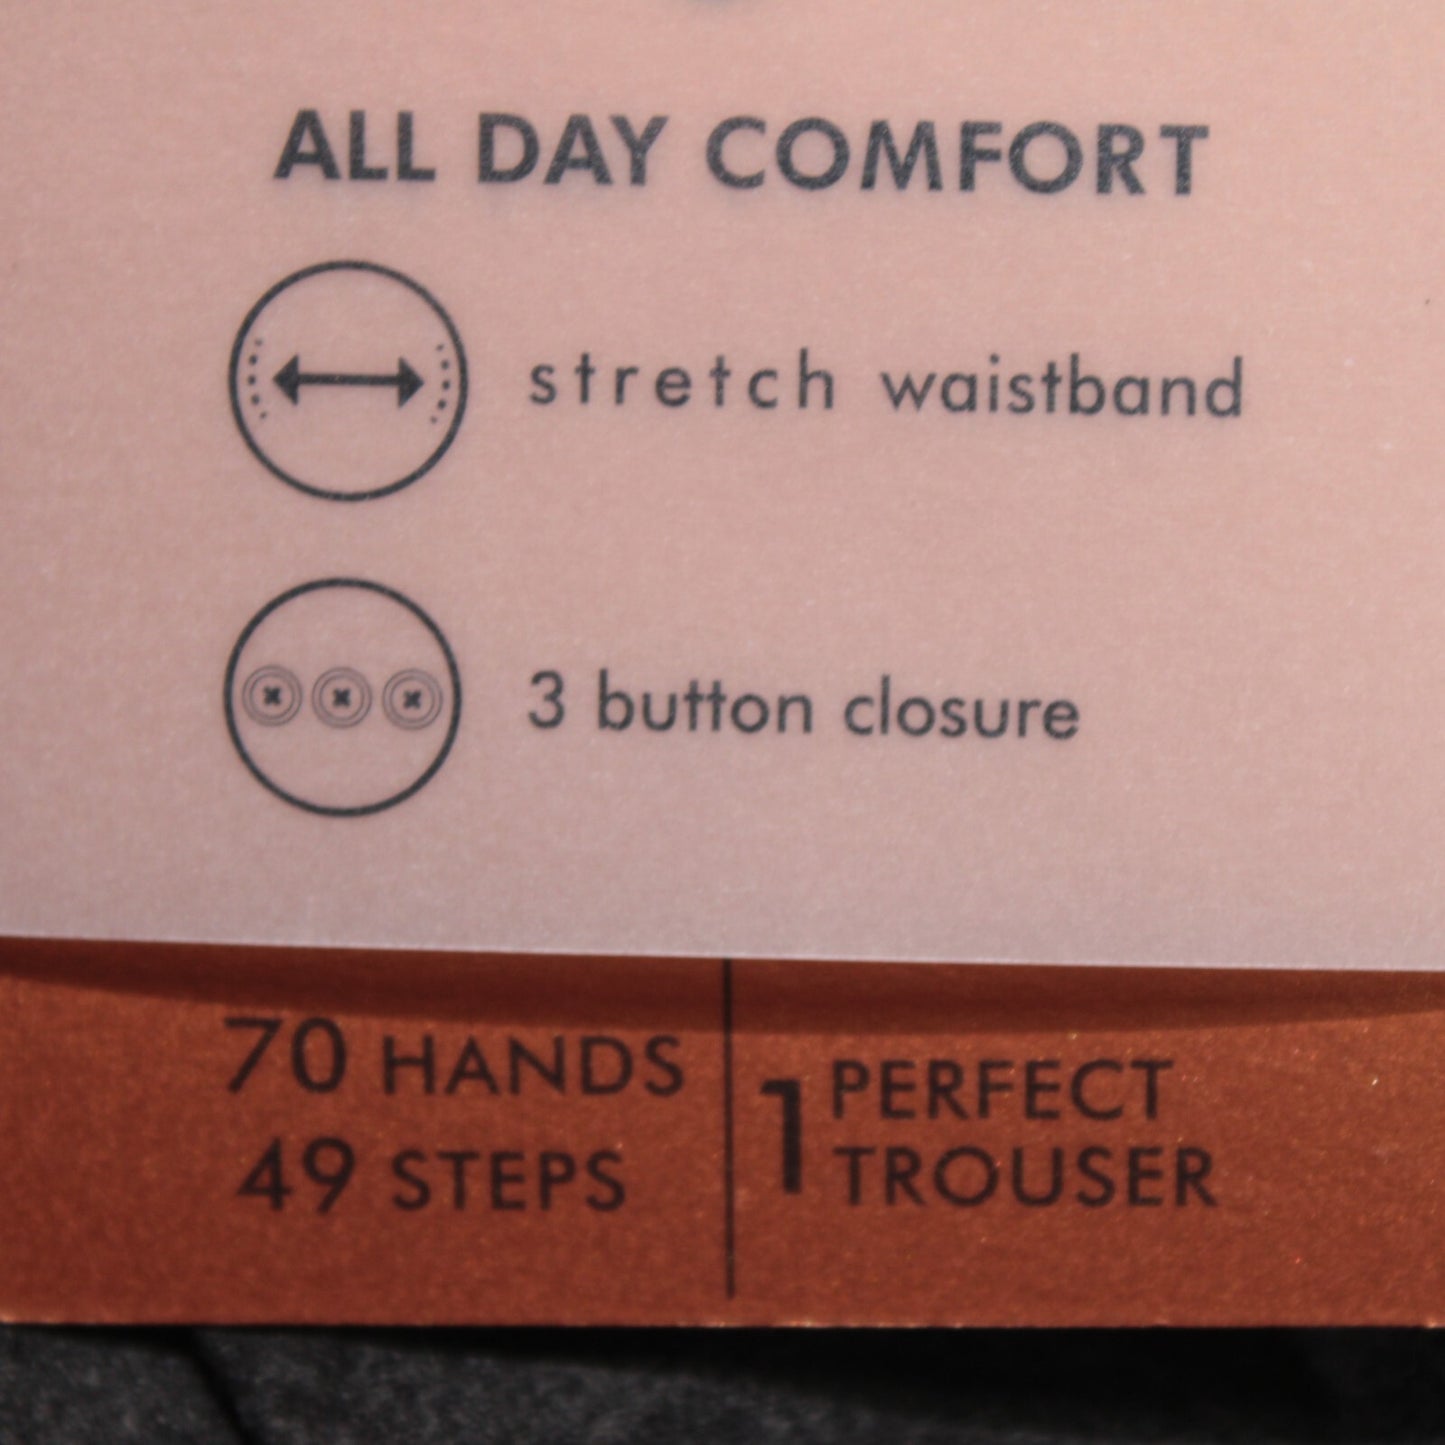 ALL DAY COMFORT
stretch waistband
3 button closure
70 HANDS
49 STEPS
1 PERFECT
TROUSER